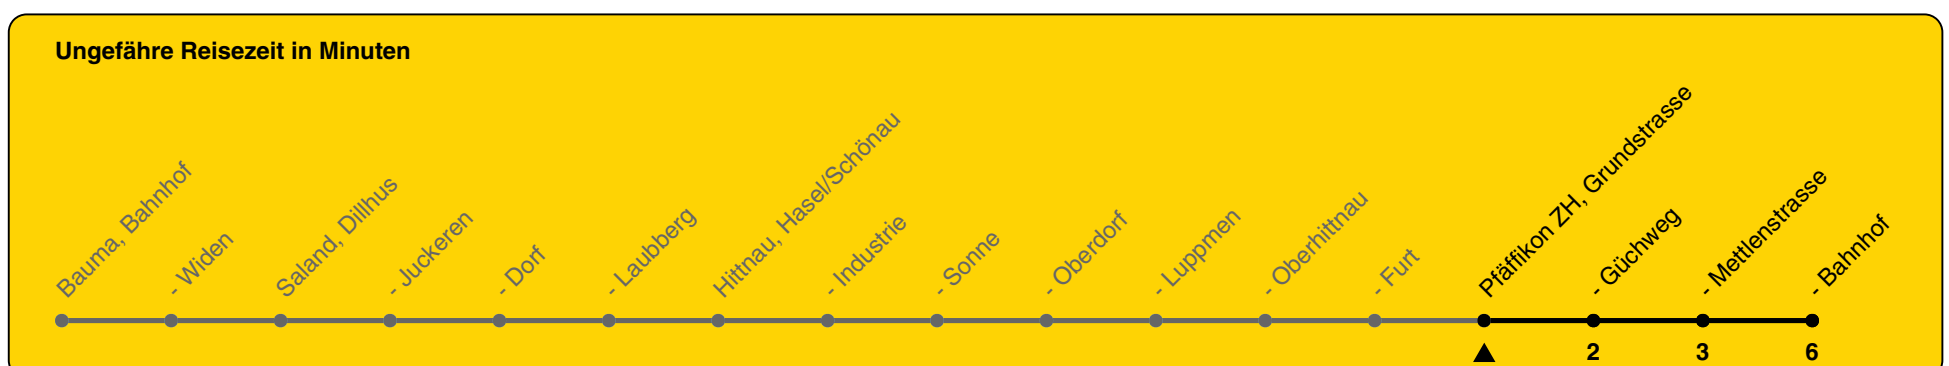 Ungefähre Reisezeit in Minuten
Bauma, Bahnhof
- Widen
Saland, Dillhus
- Juckeren
- Dorf
- Laubberg
Hittnau, Hasel/Schönau
- Industrie
- Sonne
- Oberdorf
- Luppmen
- Oberhittnau
- Furt
Pfäffikon ZH, Grundstrasse
- Güchweg
- Mettlenstrasse
- Bahnhof
2 3 6